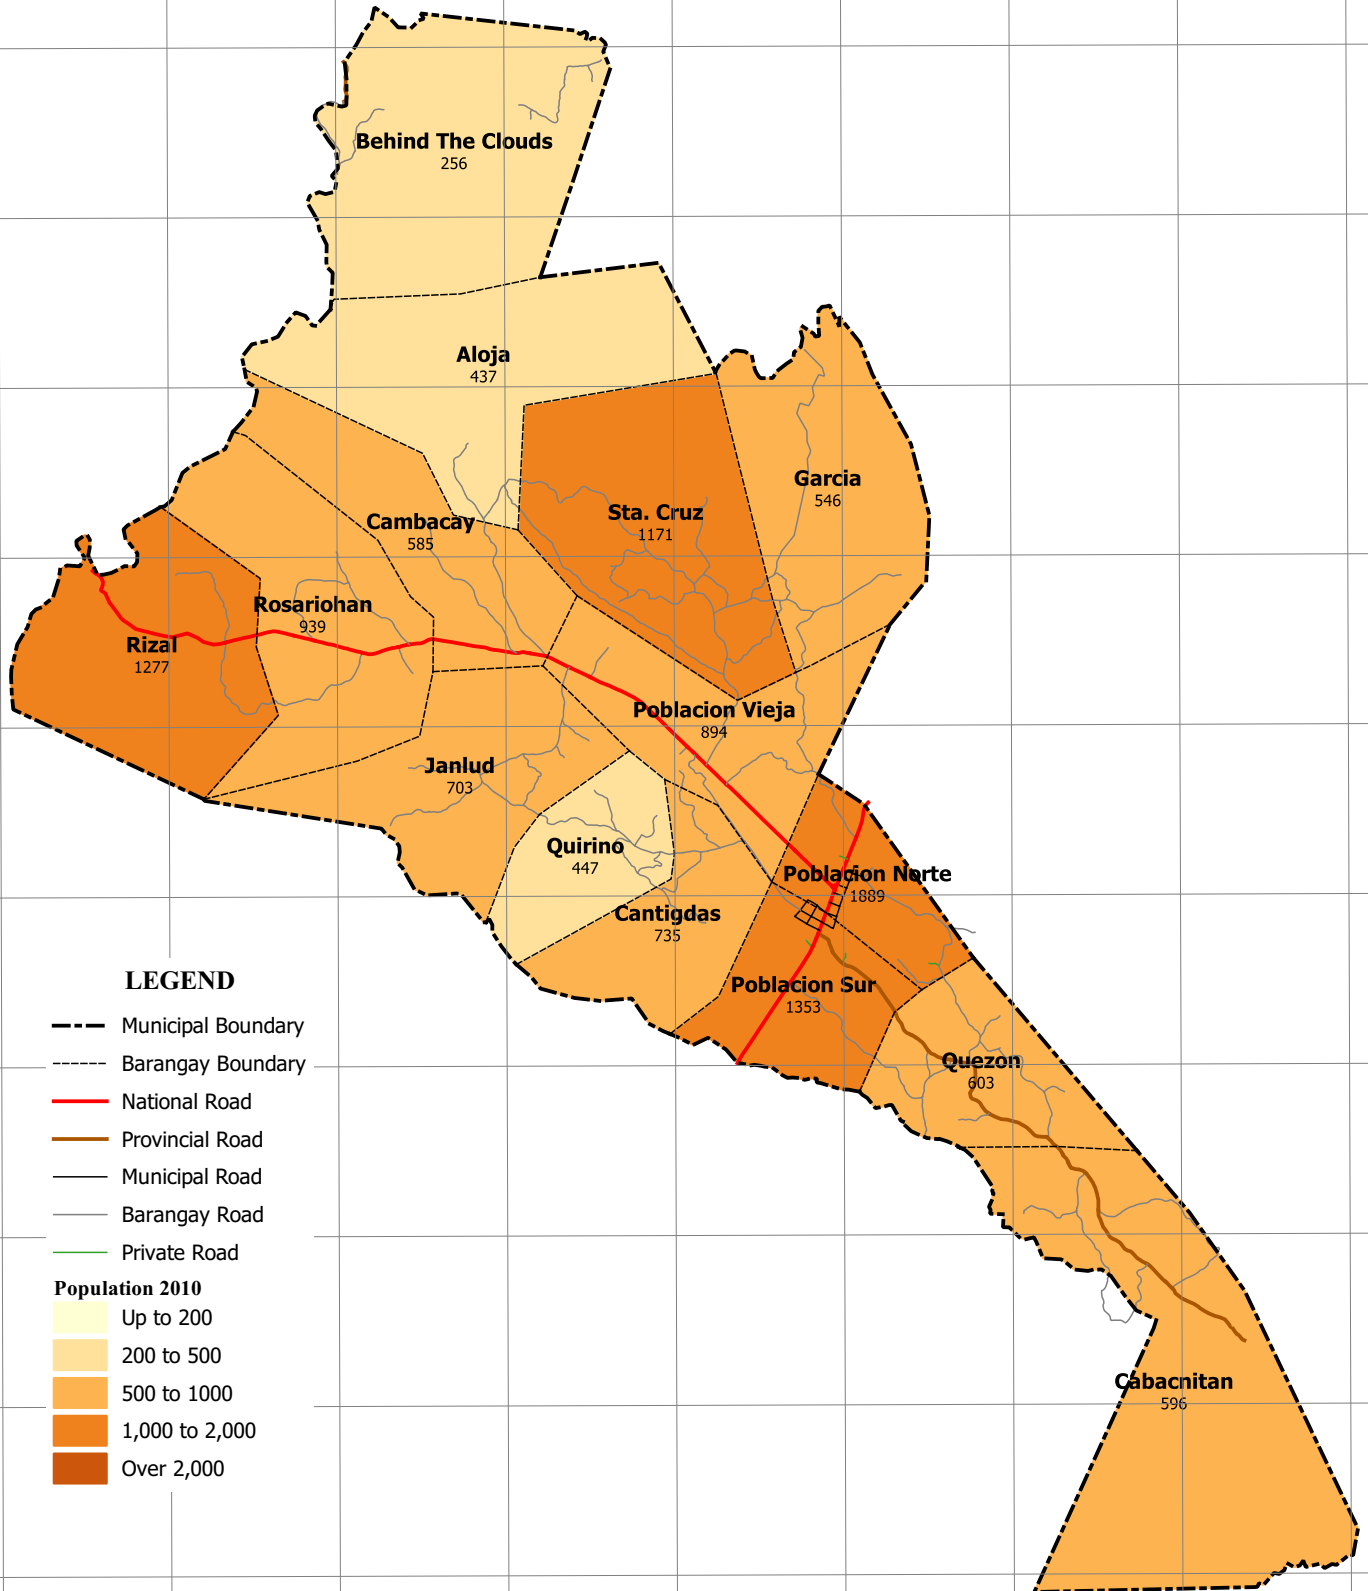 Behind The Clouds
256
Aloja
437
Garcia
546
Sta. Cruz
1171
Cambacay
585
Rosariohan
939
Rizal
1277
Poblacion Vieja
894
Janlud
703
Quirino
447
Poblacion Norte
1889
Cantigdas
735
Poblacion Sur
1353
Quezon
603
Cabacnitan
596
LEGEND
Municipal Boundary
Barangay Boundary
National Road
Provincial Road
Municipal Road
Barangay Road
Private Road
Population 2010
Up to 200
200 to 500
500 to 1000
1,000 to 2,000
Over 2,000